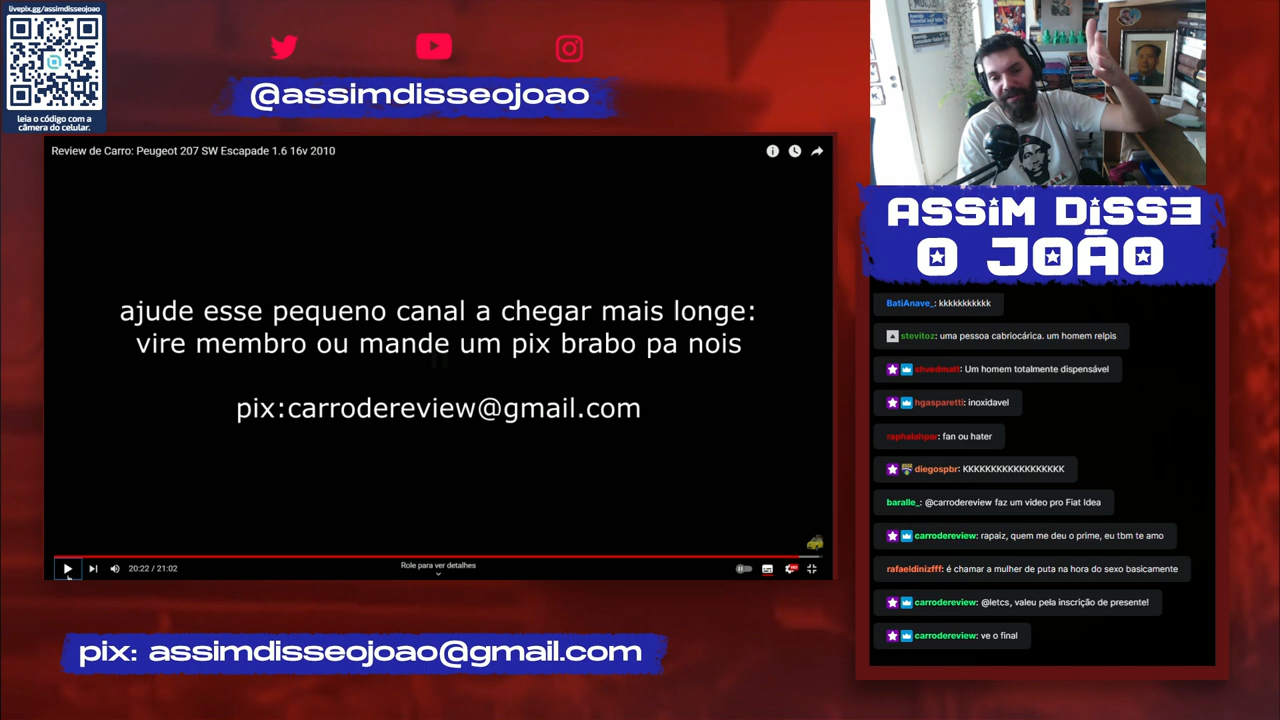 livepix.gg/assimdisseojoao
leia o código com a
câmera do celular.
@assimdisseojoao
Review de Carro: Peugeot 207 SW Escapade 1.6 16v 2010
ajude esse pequeno canal a chegar mais longe:
vire membro ou mande um pix brabo pa nois
pix:carrodereview@gmail.com
20:22 / 21:02
Role para ver detalhes
pix: assimdisseojoao@gmail.com
ASSIM DISSE
O JOÃO
BatiAnave_: kkkkkkkkkkk
stevitoz: uma pessoa cabriocárica. um homem relpis
shvedmatt: Um homem totalmente dispensável
hgasparetti: inoxidavel
raphalahpar: fan ou hater
diegospbr: KKKKKKKKKKKKKKKKKK
baralle_: @carrodereview faz um video pro Fiat Idea
carrodereview: rapaiz, quem me deu o prime, eu tbm te amo
rafaeldinizfff: é chamar a mulher de puta na hora do sexo basicamente
carrodereview: @letcs, valeu pela inscrição de presente!
carrodereview: ve o final